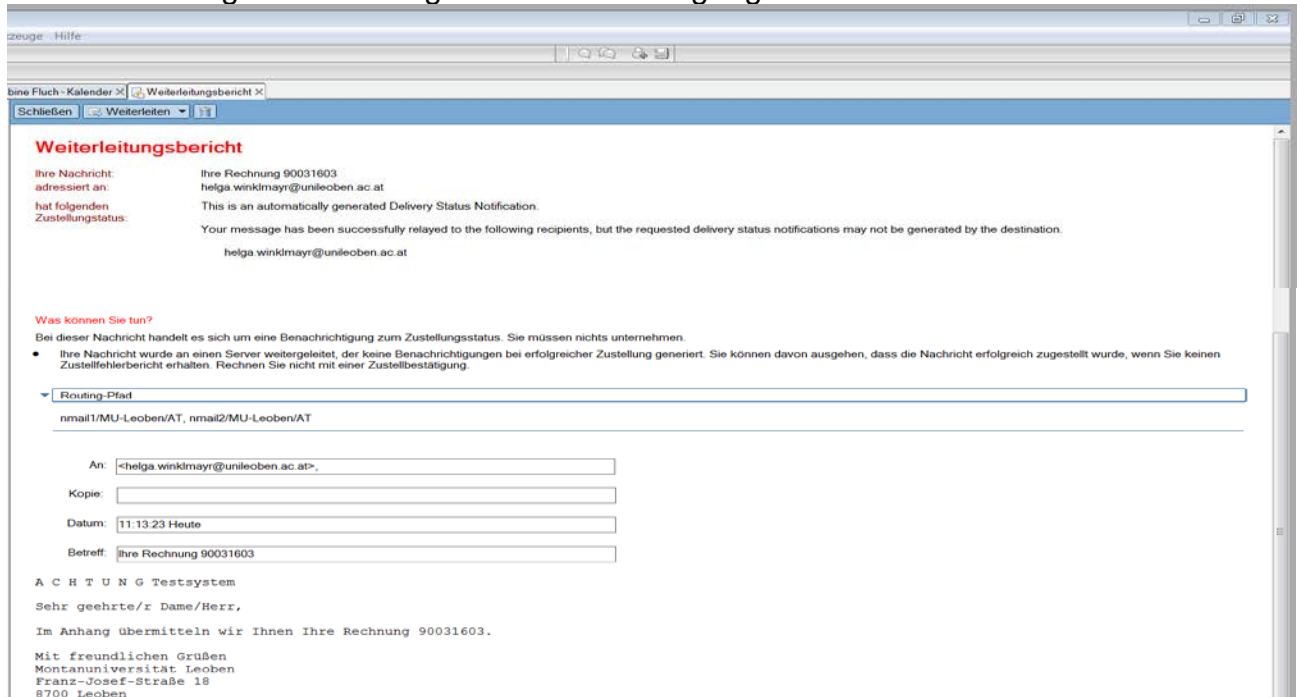 zeuge Hilfe
bine Fluch - Kalender Weiterleitungsbericht
Schließen Weiterleiten
Weiterleitungsbericht
Ihre Nachricht: Ihre Rechnung 90031603
adressiert an: helga.winklmayr@unileoben.ac.at
hat folgenden Zustellungstatus: This is an automatically generated Delivery Status Notification.
Your message has been successfully relayed to the following recipients, but the requested delivery status notifications may not be generated by the destination.
helga.winklmayr@unileoben.ac.at
Was können Sie tun?
Bei dieser Nachricht handelt es sich um eine Benachrichtigung zum Zustellungsstatus. Sie müssen nichts unternehmen.
• Ihre Nachricht wurde an einen Server weitergeleitet, der keine Benachrichtigungen bei erfolgreicher Zustellung generiert. Sie können davon ausgehen, dass die Nachricht erfolgreich zugestellt wurde, wenn Sie keinen
Zustellfehlerbericht erhalten. Rechnen Sie nicht mit einer Zustellbestätigung.
Routing-Pfad
nmail1/MU-Leoben/AT, nmail2/MU-Leoben/AT
An: <helga.winklmayr@unileoben.ac.at>,
Kopie:
Datum: 11:13:23 Heute
Betreff: Ihre Rechnung 90031603
A C H T U N G Testsystem
Sehr geehrte/r Dame/Herr,
Im Anhang übermitteln wir Ihnen Ihre Rechnung 90031603.
Mit freundlichen Grüßen
Montanuniversität Leoben
Franz-Josef-Straße 18
8700 Leoben